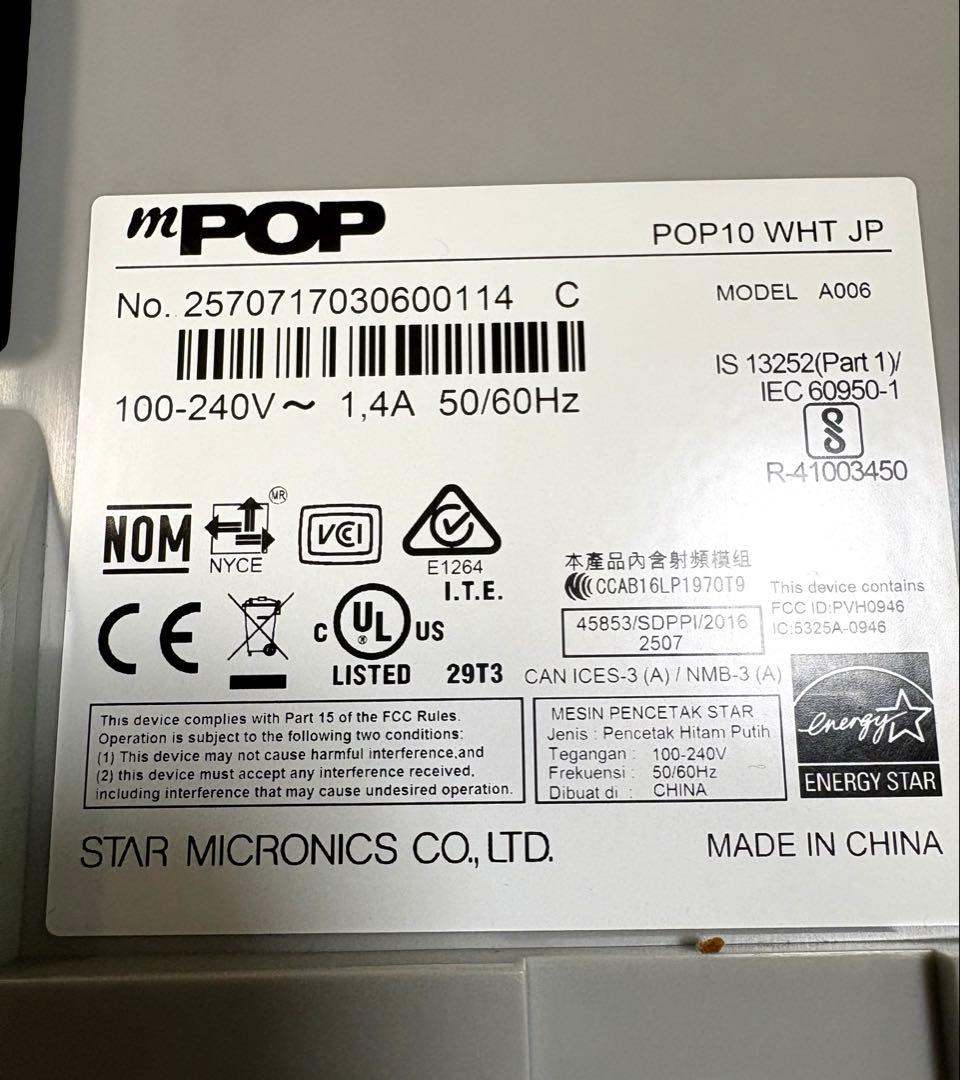 mPOP
POP10 WHT JP
No. 2570717030600114 C
MODEL A006
100-240V～ 1,4A 50/60Hz
IS 13252(Part 1)/
IEC 60950-1
R-41003450
NOM
MR
NYCE
VCI
E1264
I.T.E.
CE
C UL ® US
LISTED 29T3
本產品內含射頻模組
CCAB16LP1970T9
45853/SDPPI/2016
2507
This device contains
FCC ID:PVH0946
IC:5325A-0946
CAN ICES-3 (A) / NMB-3 (A)
This device complies with Part 15 of the FCC Rules.
Operation is subject to the following two conditions:
(1) This device may not cause harmful interference,and
(2) this device must accept any interference received,
including interference that may cause undesired operation.
MESIN PENCETAK STAR
Jenis : Pencetak Hitam Putih
Tegangan : 100-240V
Frekuensi : 50/60Hz
Dibuat di : CHINA
energy
ENERGY STAR
STAR MICRONICS CO., LTD.
MADE IN CHINA